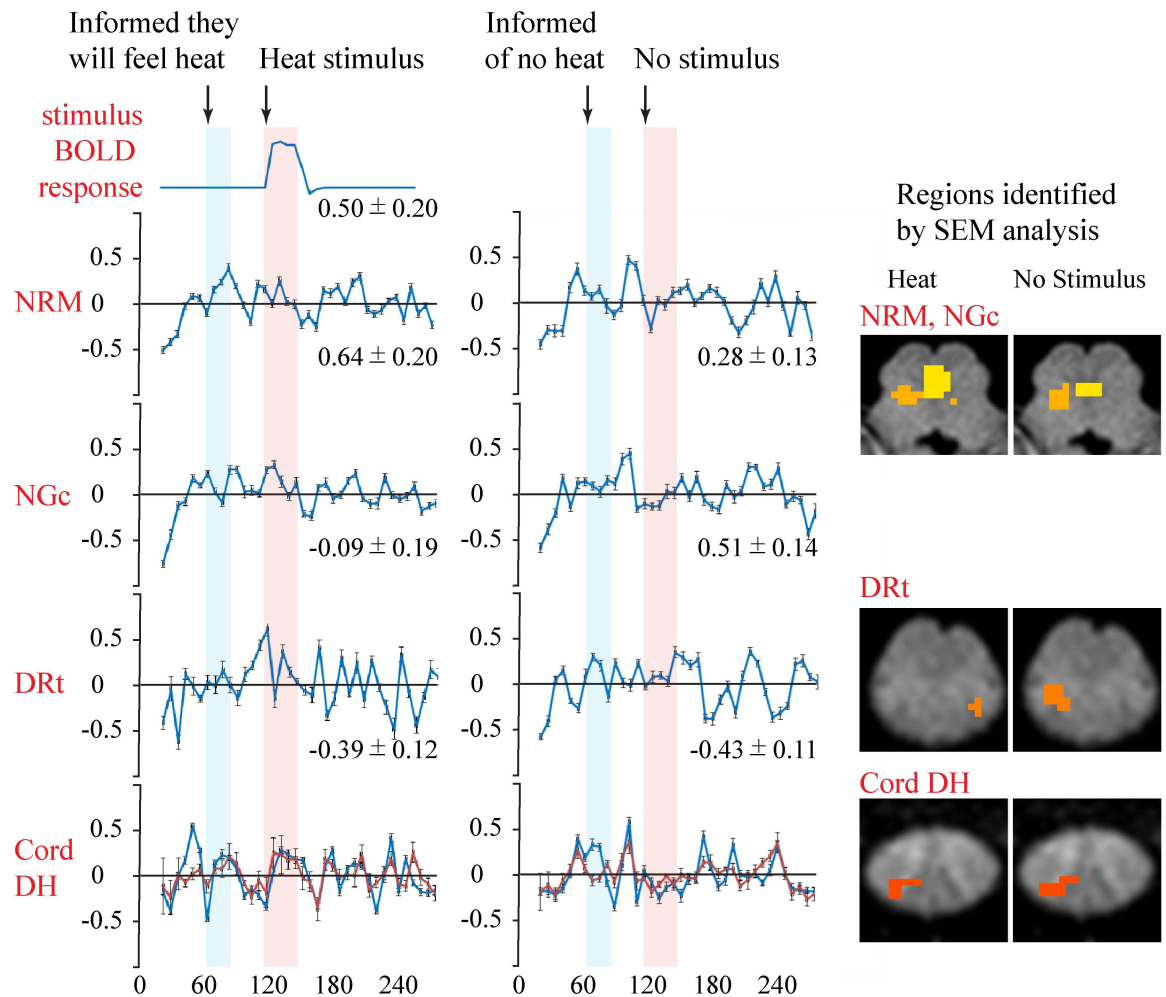 Informed they
will feel heat
Heat stimulus
Informed
of no heat
No stimulus
stimulus
BOLD
response
0.50 ± 0.20
Regions identified
by SEM analysis
Heat
No Stimulus
NRM
0.5
0
-0.5
0.64 ± 0.20
0.5
0
-0.5
0.28 ± 0.13
NRM, NGc
NGc
0.5
0
-0.5
-0.09 ± 0.19
0.5
0
-0.5
0.51 ± 0.14
DRt
DRt
0.5
0
-0.5
-0.39 ± 0.12
0.5
0
-0.5
-0.43 ± 0.11
Cord DH
Cord
DH
0.5
0
-0.5
0.5
0
-0.5
0 60 120 180 240
0 60 120 180 240